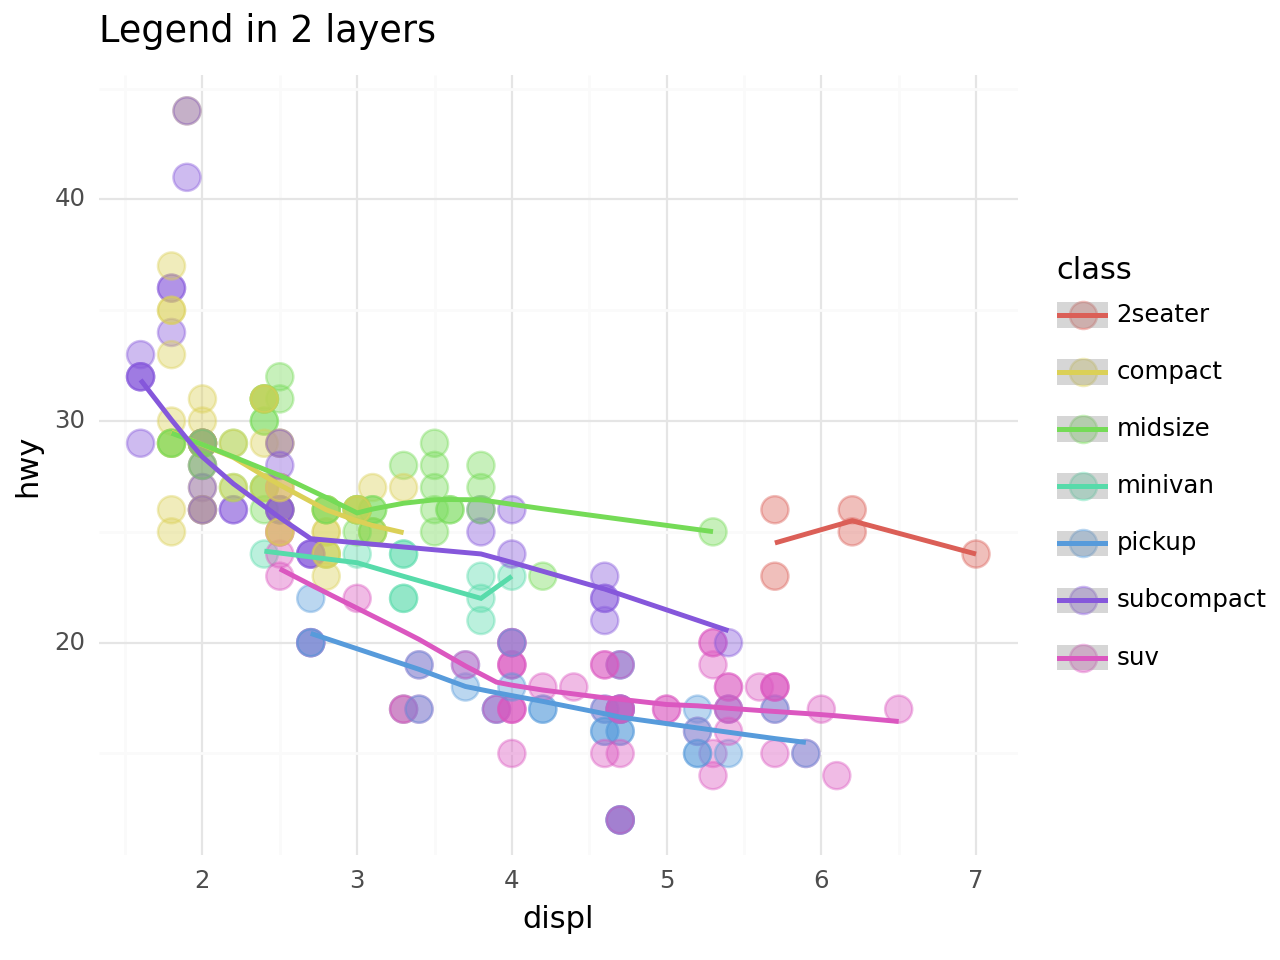 Legend in 2 layers
40
30
20
hwy
2
3
4
5
6
7
displ
class
2seater
compact
midsize
minivan
pickup
subcompact
suv